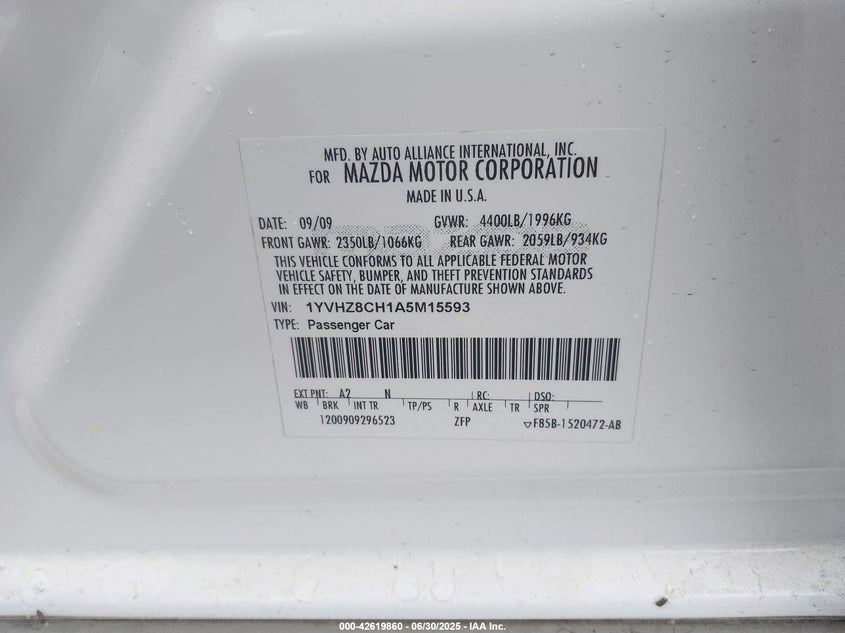 MFD. BY AUTO ALLIANCE INTERNATIONAL, INC.
FOR MAZDA MOTOR CORPORATION
MADE IN U.S.A.
DATE: 09/09 GVWR: 4400LB/1996KG
FRONT GAWR: 2350LB/1066KG REAR GAWR: 2059LB/934KG
THIS VEHICLE CONFORMS TO ALL APPLICABLE FEDERAL MOTOR
VEHICLE SAFETY, BUMPER, AND THEFT PREVENTION STANDARDS
IN EFFECT ON THE DATE OF MANUFACTURE SHOWN ABOVE.
VIN: 1YVHZ8CH1A5M15593
TYPE: Passenger Car
EXT PNT: A2 N RC: DSO:
WB BRK INT TR TP/PS R AXLE TR SPR
1200909296523 ZFP ▽F85B-1520472-AB
000-42619860 - 06/30/2025 - IAA Inc.